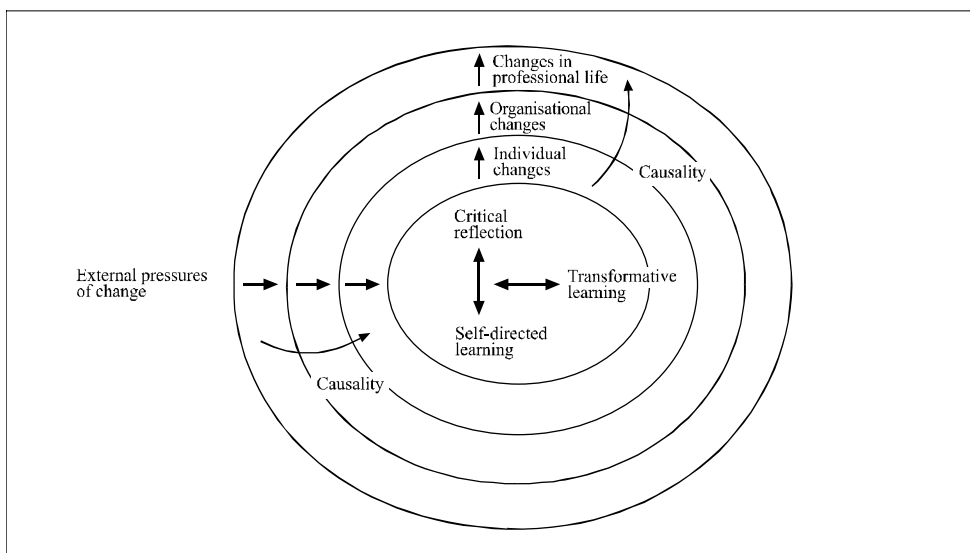 Changes in
professional life
Organisational
changes
Individual
changes
Causality
Critical
reflection
External pressures
of change
Transformative
learning
Self-directed
learning
Causality